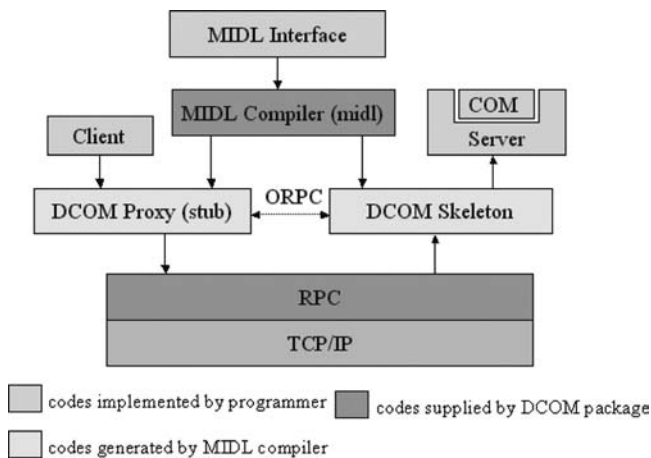 MIDL Interface
MIDL Compiler (midl)
COM
Client
Server
ORPC
DCOM Proxy (stub)
DCOM Skeleton
RPC
TCP/IP
codes implemented by programmer
codes supplied by DCOM package
codes generated by MIDL compiler